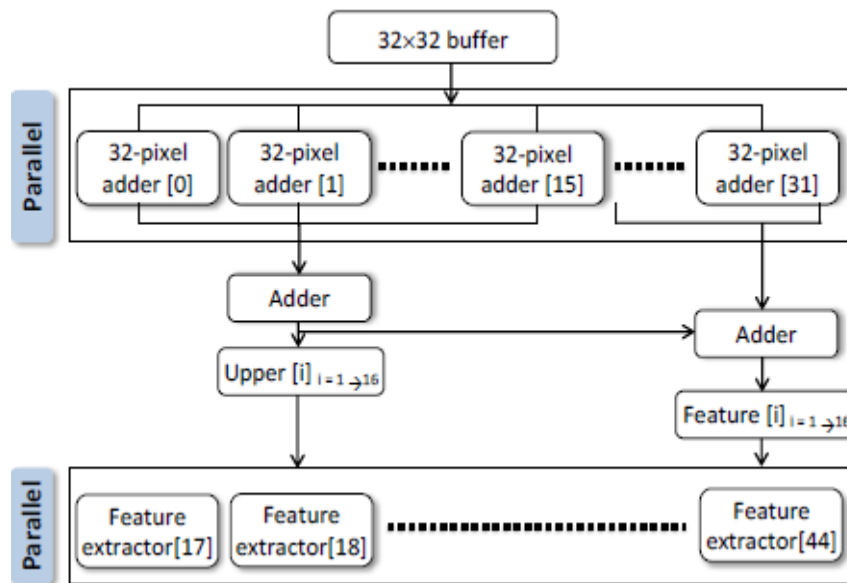 32×32 buffer
Parallel
32-pixel
adder [0]
32-pixel
adder [1]
32-pixel
adder [15]
32-pixel
adder [31]
Adder
Adder
Upper [i] i = 1 → 16
Feature [i] i = 1 → 16
Parallel
Feature
extractor[17]
Feature
extractor[18]
Feature
extractor[44]